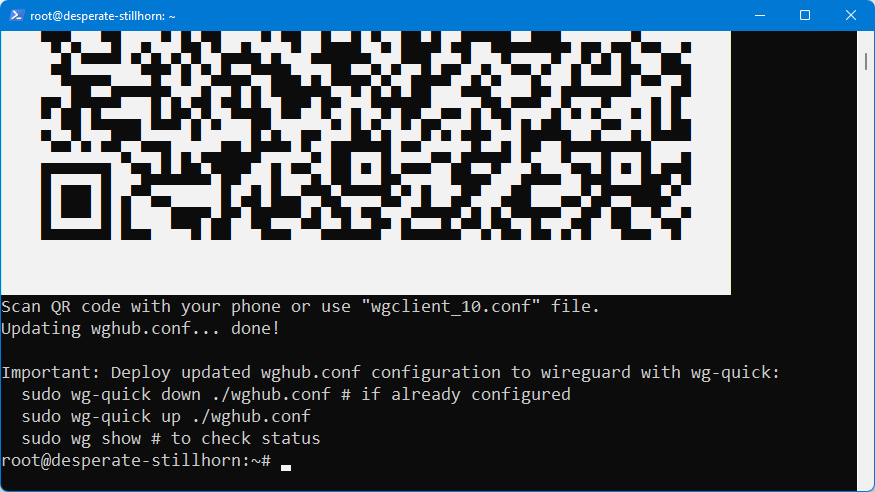 root@desperate-stillhorn: ~
Scan QR code with your phone or use "wgclient_10.conf" file.
Updating wghub.conf... done!
Important: Deploy updated wghub.conf configuration to wireguard with wg-quick:
sudo wg-quick down ./wghub.conf # if already configured
sudo wg-quick up ./wghub.conf
sudo wg show # to check status
root@desperate-stillhorn:~#